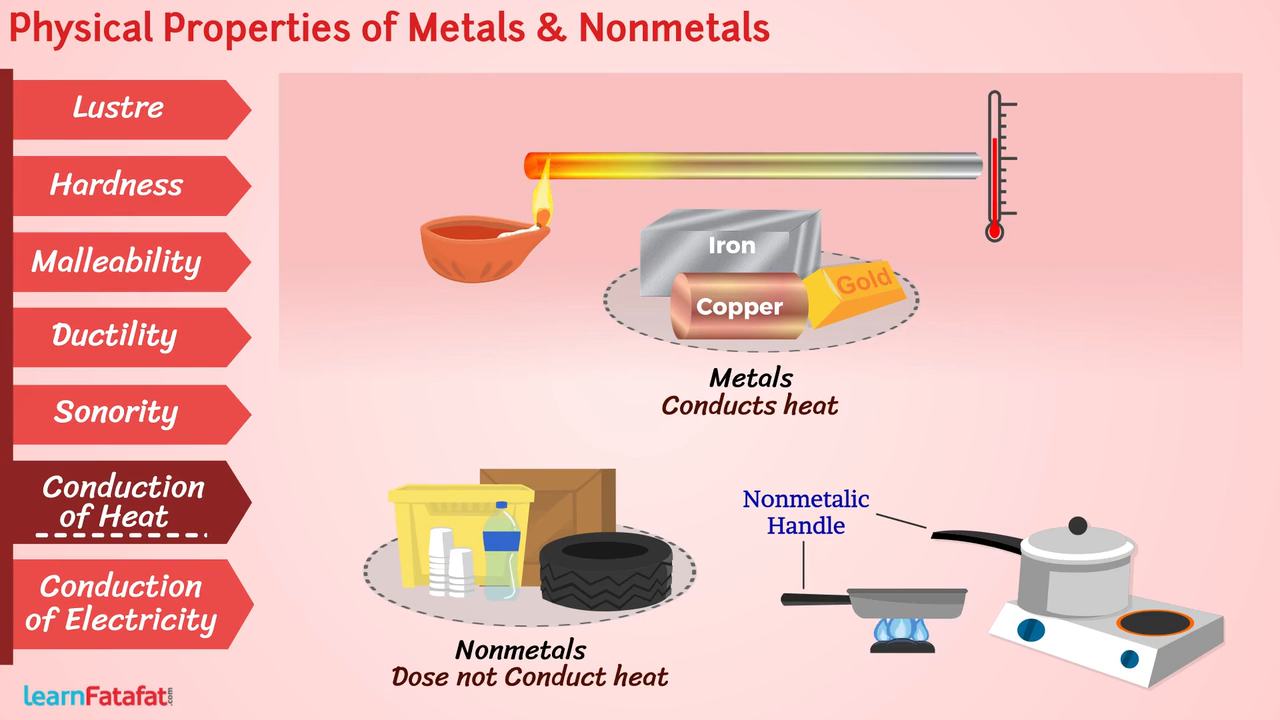 Physical Properties of Metals & Nonmetals
Lustre
Hardness
Malleability
Ductility
Sonority
Conduction
of Heat
Conduction
of Electricity
Iron
Copper
Gold
Metals
Conducts heat
Nonmetals
Dose not Conduct heat
Nonmetalic
Handle
learnFatafat.com